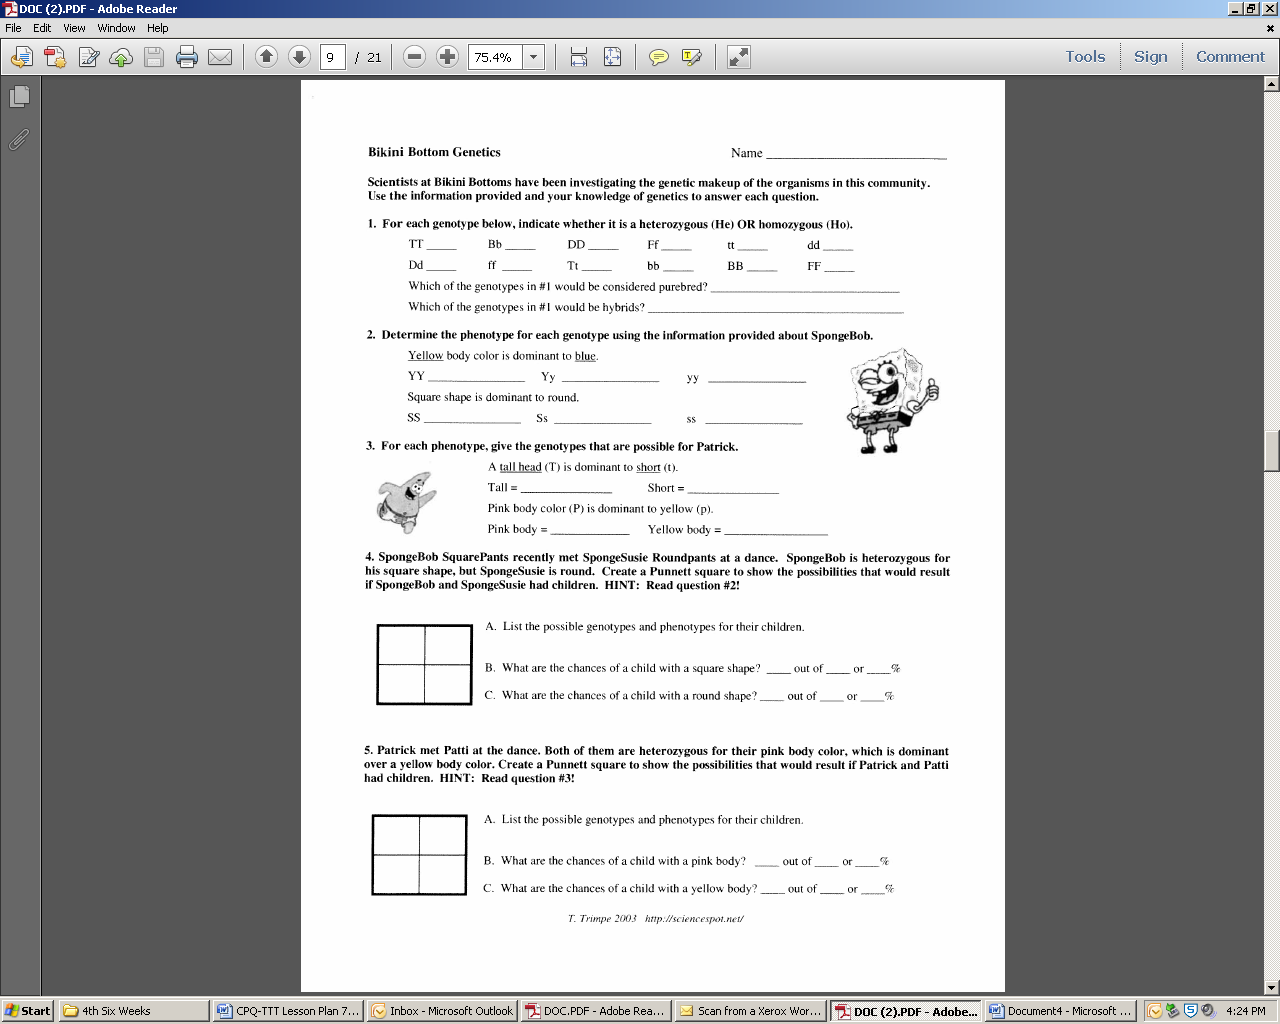 DOC (2).PDF - Adobe Reader
File Edit View Window Help
9 / 21 75.4% Tools Sign Comment
Bikini Bottom Genetics Name ____________________________
Scientists at Bikini Bottoms have been investigating the genetic makeup of the organisms in this community.
Use the information provided and your knowledge of genetics to answer each question.
1. For each genotype below, indicate whether it is a heterozygous (He) OR homozygous (Ho).
TT _____ Bb _____ DD _____ Ff _____ tt _____ dd _____
Dd _____ ff _____ Tt _____ bb _____ BB _____ FF _____
Which of the genotypes in #1 would be considered purebred? ______________________________
Which of the genotypes in #1 would be hybrids? ________________________________________
2. Determine the phenotype for each genotype using the information provided about SpongeBob.
Yellow body color is dominant to blue.
YY ________________ Yy ________________ yy ________________
Square shape is dominant to round.
SS ________________ Ss ________________ ss ________________
3. For each phenotype, give the genotypes that are possible for Patrick.
A tall head (T) is dominant to short (t).
Tall = _______________ Short = _______________
Pink body color (P) is dominant to yellow (p).
Pink body = _____________ Yellow body = _________________
4. SpongeBob SquarePants recently met SpongeSusie Roundpants at a dance. SpongeBob is heterozygous for
his square shape, but SpongeSusie is round. Create a Punnett square to show the possibilities that would result
if SpongeBob and SpongeSusie had children. HINT: Read question #2!
A. List the possible genotypes and phenotypes for their children.
B. What are the chances of a child with a square shape? ____ out of ____ or ____%
C. What are the chances of a child with a round shape? ____ out of ____ or ____%
5. Patrick met Patti at the dance. Both of them are heterozygous for their pink body color, which is dominant
over a yellow body color. Create a Punnett square to show the possibilities that would result if Patrick and Patti
had children. HINT: Read question #3!
A. List the possible genotypes and phenotypes for their children.
B. What are the chances of a child with a pink body? ____ out of ____ or ____%
C. What are the chances of a child with a yellow body? ____ out of ____ or ____%
T. Trimpe 2003 http://sciencespot.net/
Start 4th Six Weeks CPQ-TTT Lesson Plan 7... Inbox - Microsoft Outlook DOC.PDF - Adobe Rea... Scan from a Xerox Wor... DOC (2).PDF - Adobe... Document4 - Microsoft ... 4:24 PM